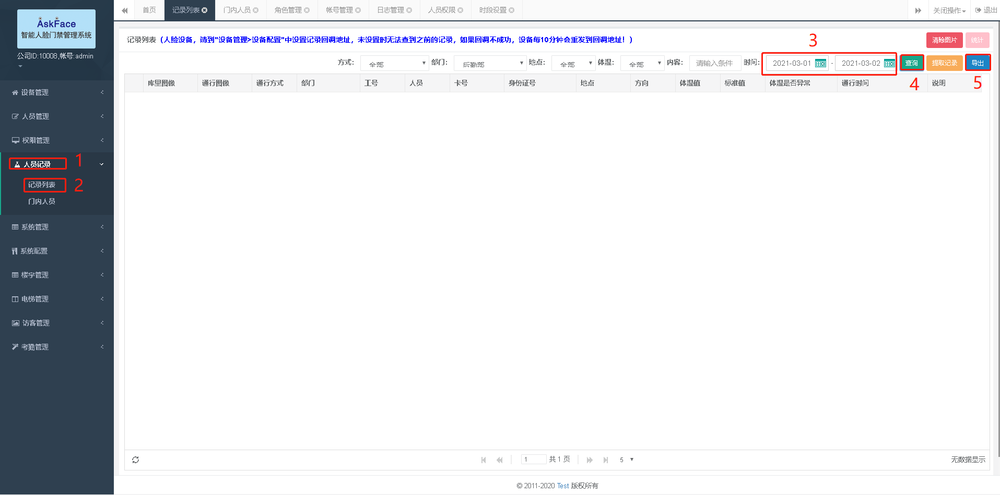 AskFace
智能人脸门禁管理系统
公司ID:10008,帐号:admin
设备管理
人员管理
权限管理
人员记录 1
记录列表 2
门内人员
系统管理
系统配置
楼宇管理
电梯管理
访客管理
考勤管理
首页 记录列表 门内人员 角色管理 帐号管理 日志管理 人员权限 时段设置 关闭操作 退出
记录列表（人脸设备，请到"设备管理>设备配置"中设置记录回调地址，未设置时无法查到之前的记录，如果回调不成功，设备每10分钟会重发到回调地址！） 3 清除图片 统计
方式： 全部 部门： 后勤部 地点： 全部 体温： 全部 内容： 请输入条件 时间： 2021-03-01 - 2021-03-02 查询 提取记录 导出
4 5
库里图像 通行图像 通行方式 部门 工号 人员 卡号 身份证号 地点 方向 体温值 标准值 体温是否异常 通行时间 说明
1 共 1 页 5 无数据显示
© 2011-2020 Test 版权所有